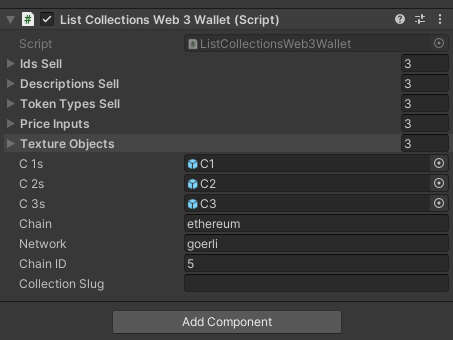 List Collections Web 3 Wallet (Script)
Script ListCollectionsWeb3Wallet
Ids Sell 3
Descriptions Sell 3
Token Types Sell 3
Price Inputs 3
Texture Objects 3
C 1s C1
C 2s C2
C 3s C3
Chain ethereum
Network goerli
Chain ID 5
Collection Slug
Add Component